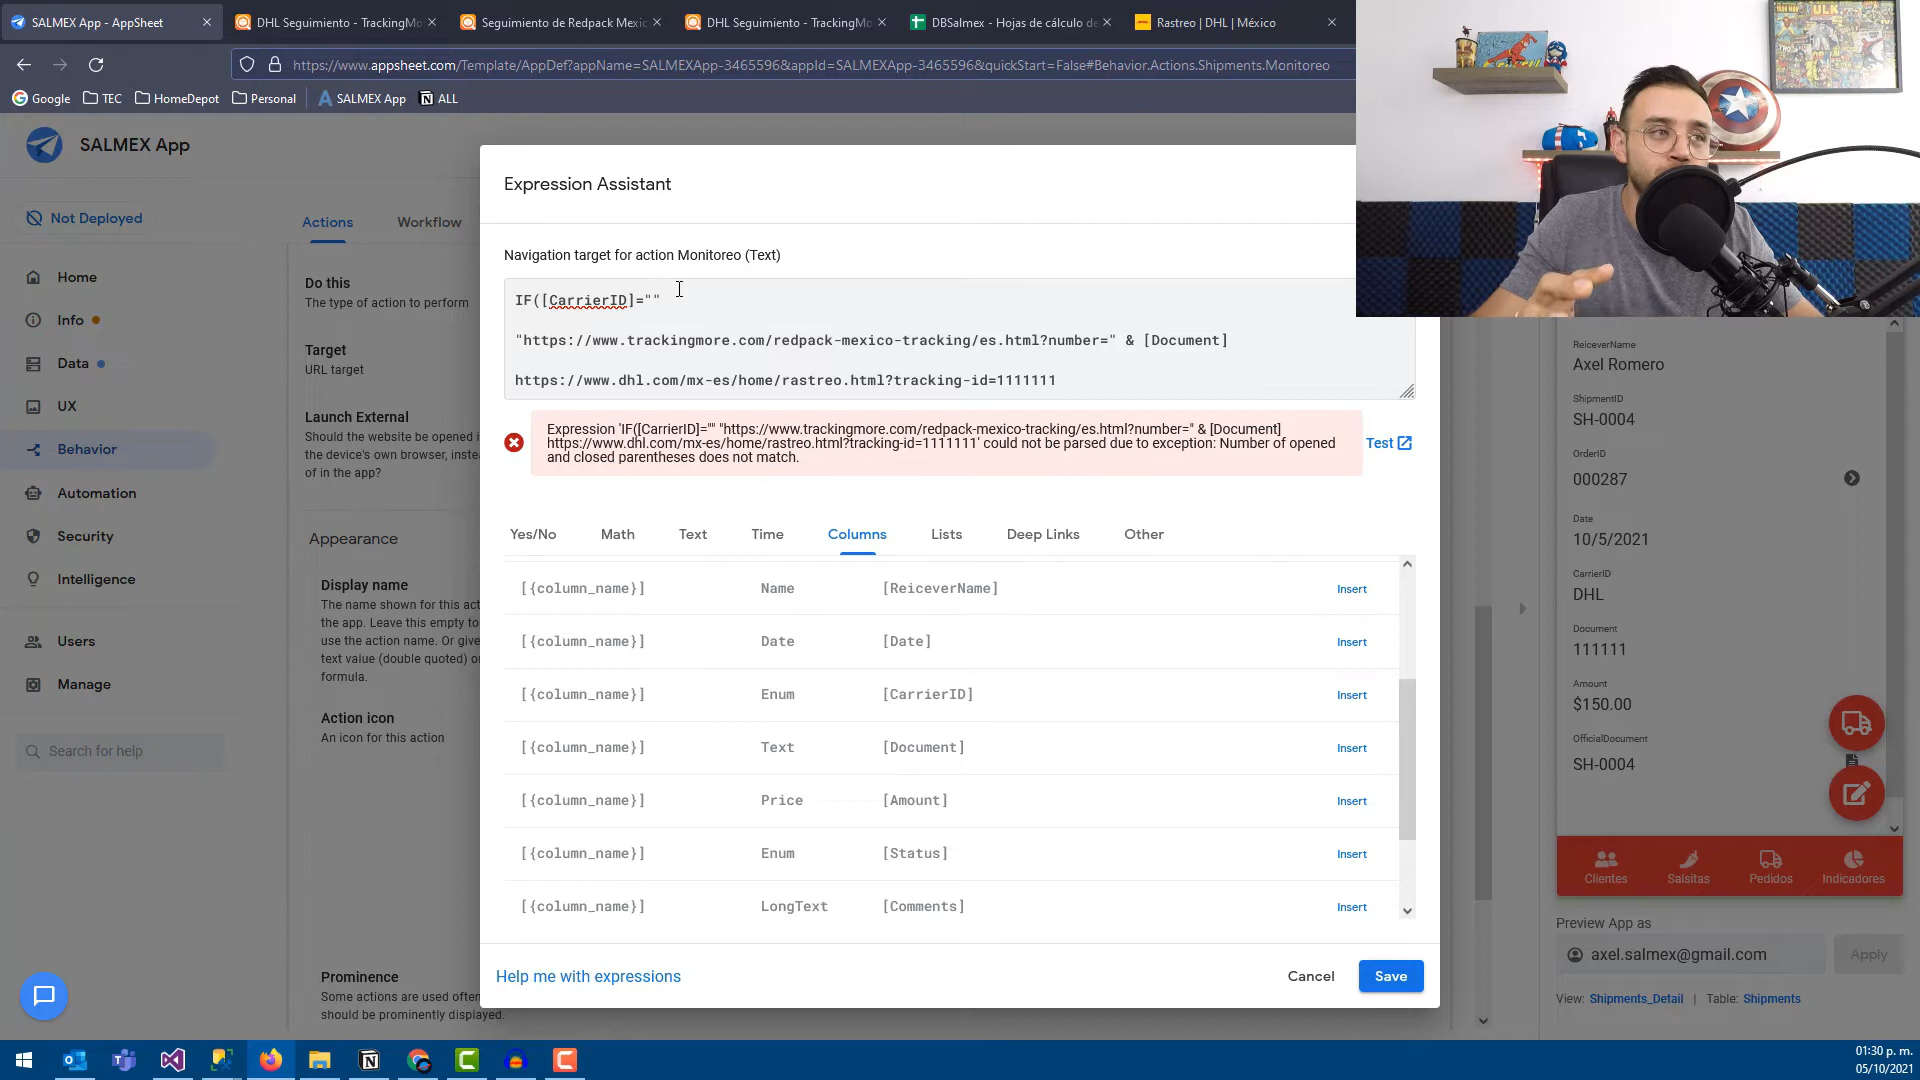 SALMEX App - AppSheet
DHL Seguimiento - TrackingMo
Seguimiento de Redpack Mexic
DHL Seguimiento - TrackingMo
DBSalmex - Hojas de cálculo de
Rastreo | DHL | México
https://www.appsheet.com/Template/AppDef?appName=SALMEXApp-3465596&appId=SALMEXApp-3465596&quickStart=False#Behavior.Actions.Shipments.Monitoreo
Google
TEC
HomeDepot
Personal
SALMEX App
ALL
SALMEX App
Not Deployed
Home
Info
Data
UX
Behavior
Automation
Security
Intelligence
Users
Manage
Search for help
Actions
Workflow
Do this
The type of action to perform
Target
URL target
Launch External
Should the website be opened i
the device's own browser, inste
of in the app?
Appearance
Display name
The name shown for this act
the app. Leave this empty to
use the action name. Or give
text value (double quoted) o
formula.
Action icon
An icon for this action
Prominence
Some actions are used ofter
should be prominently displayed.
Expression Assistant
Navigation target for action Monitoreo (Text)
IF([CarrierID]=""
"https://www.trackingmore.com/redpack-mexico-tracking/es.html?number=" & [Document]
https://www.dhl.com/mx-es/home/rastreo.html?tracking-id=1111111
Expression 'IF([CarrierID]="" "https://www.trackingmore.com/redpack-mexico-tracking/es.html?number=" & [Document]
https://www.dhl.com/mx-es/home/rastreo.html?tracking-id=1111111' could not be parsed due to exception: Number of opened
and closed parentheses does not match.
Test
Yes/No
Math
Text
Time
Columns
Lists
Deep Links
Other
[{column_name}] Name [ReiceverName] Insert
[{column_name}] Date [Date] Insert
[{column_name}] Enum [CarrierID] Insert
[{column_name}] Text [Document] Insert
[{column_name}] Price [Amount] Insert
[{column_name}] Enum [Status] Insert
[{column_name}] LongText [Comments] Insert
Help me with expressions
Cancel
Save
ULK
ReiceverName
Axel Romero
ShipmentID
SH-0004
OrderID
000287
Date
10/5/2021
CarrierID
DHL
Document
111111
Amount
$150.00
OfficialDocument
SH-0004
Clientes
Salsitas
Pedidos
Indicadores
Preview App as
axel.salmex@gmail.com
Apply
View: Shipments_Detail | Table: Shipments
01:30 p. m.
05/10/2021